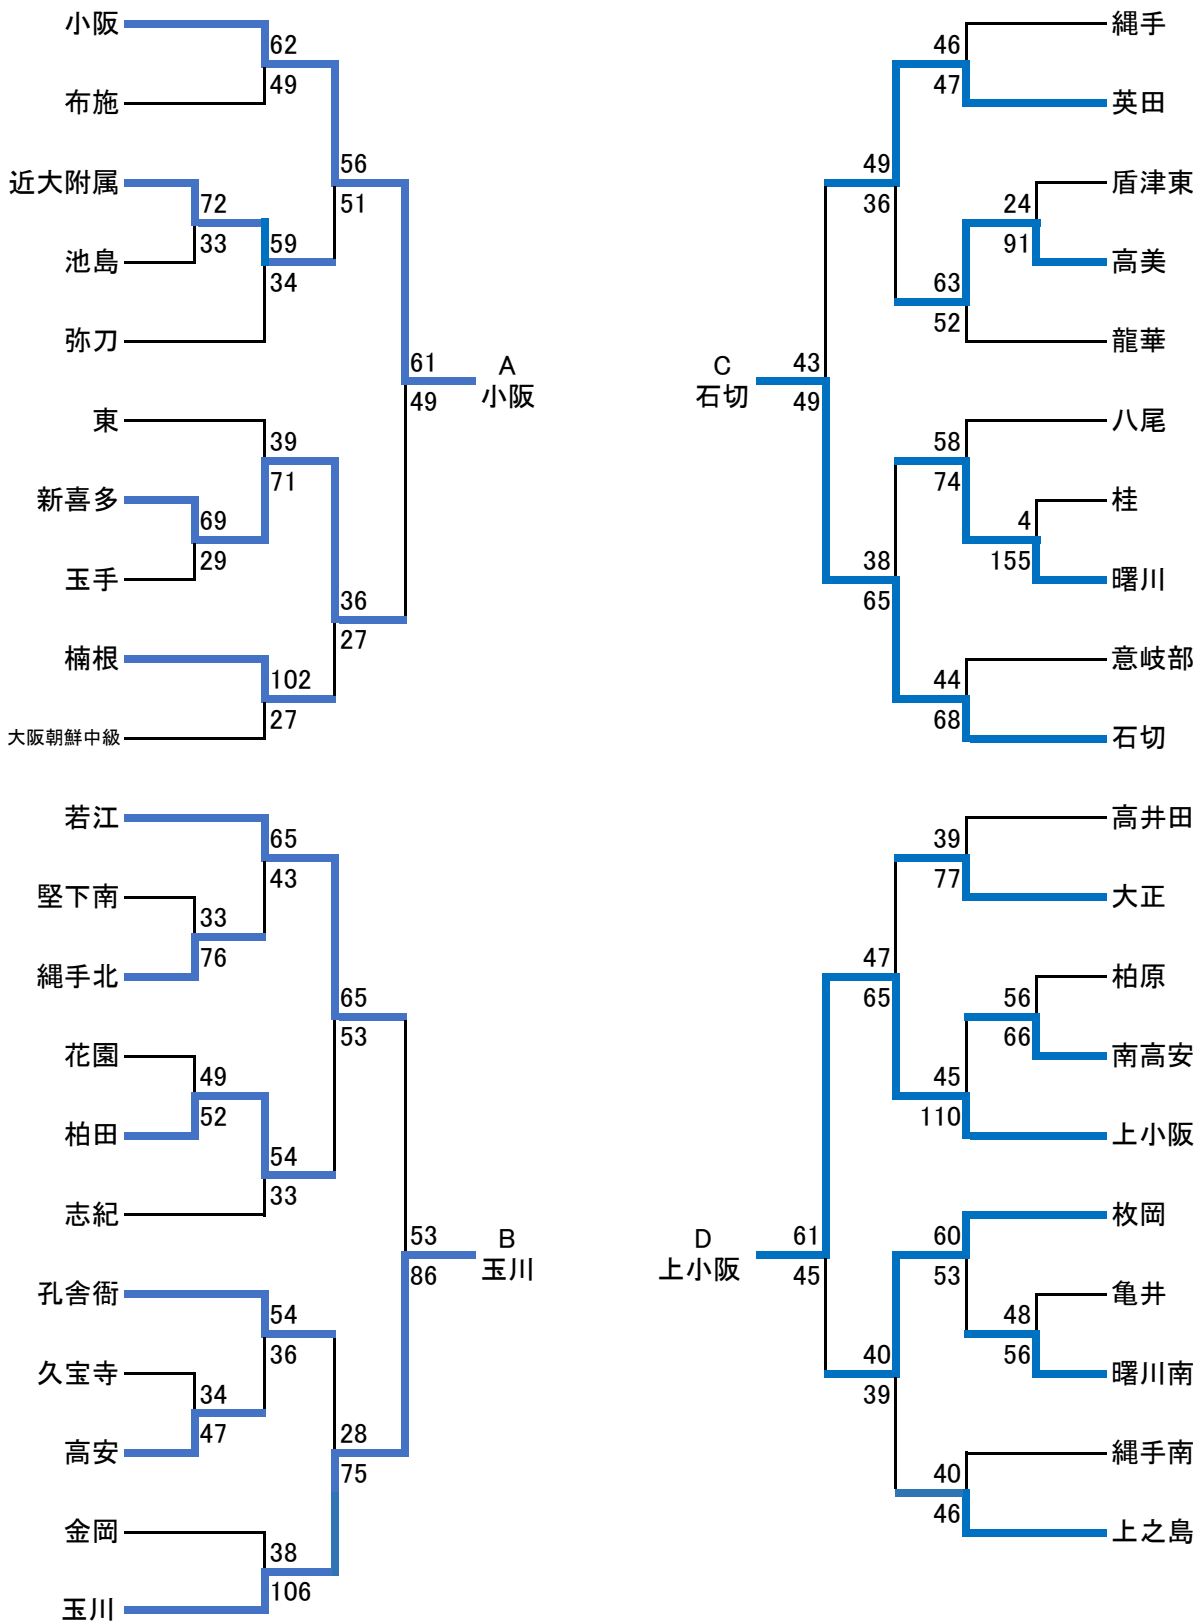 小阪
62
49
布施
近大附属
72
33
池島
59
34
弥刀
56
51
東
39
71
新喜多
69
29
玉手
36
27
楠根
102
27
大阪朝鮮中級
61
49
A
小阪
若江
65
43
堅下南
33
76
縄手北
65
53
花園
49
52
柏田
54
33
志紀
53
86
B
玉川
孔舎衙
54
36
久宝寺
34
47
高安
28
75
金岡
38
106
玉川
縄手
46
47
英田
49
36
盾津東
24
91
高美
63
52
龍華
C
石切
43
49
八尾
58
74
桂
4
155
曙川
38
65
意岐部
44
68
石切
高井田
39
77
大正
47
65
柏原
56
66
南高安
45
110
上小阪
D
上小阪
61
45
枚岡
60
53
亀井
48
56
曙川南
40
39
縄手南
40
46
上之島